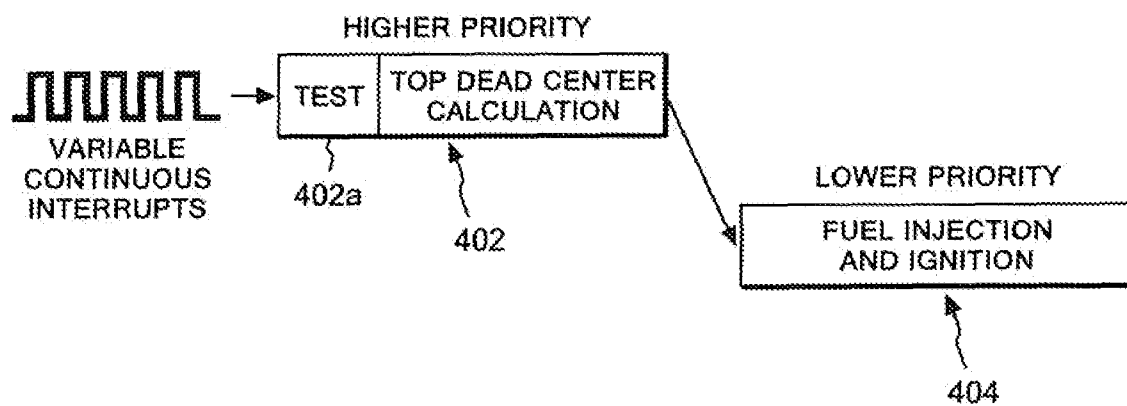 HIGHER PRIORITY
TEST
TOP DEAD CENTER
CALCULATION
VARIABLE
CONTINUOUS
INTERRUPTS
402a
402
LOWER PRIORITY
FUEL INJECTION
AND IGNITION
404